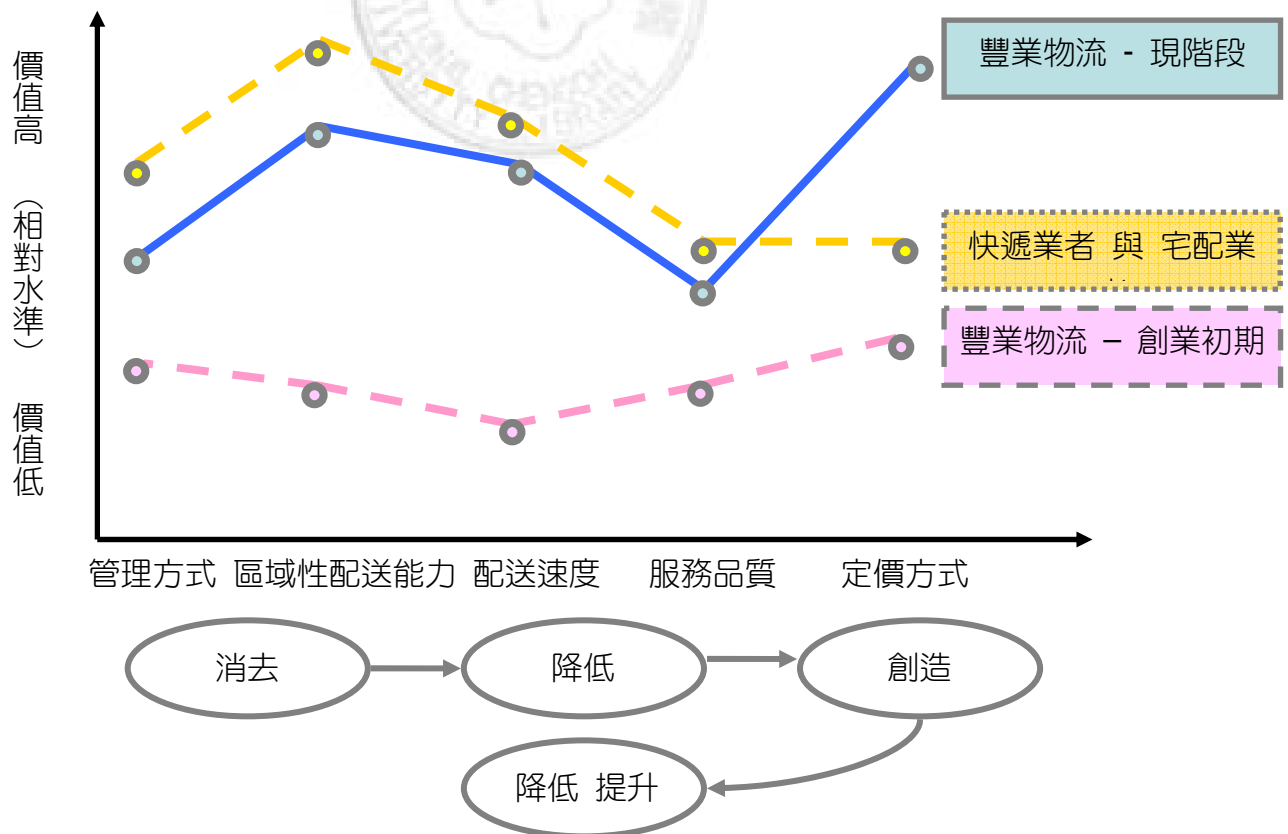 價值高 (相對水準) 價值低
豐業物流 - 現階段
快遞業者 與 宅配業
豐業物流 – 創業初期
管理方式 區域性配送能力 配送速度 服務品質 定價方式
消去 降低 創造
降低 提升